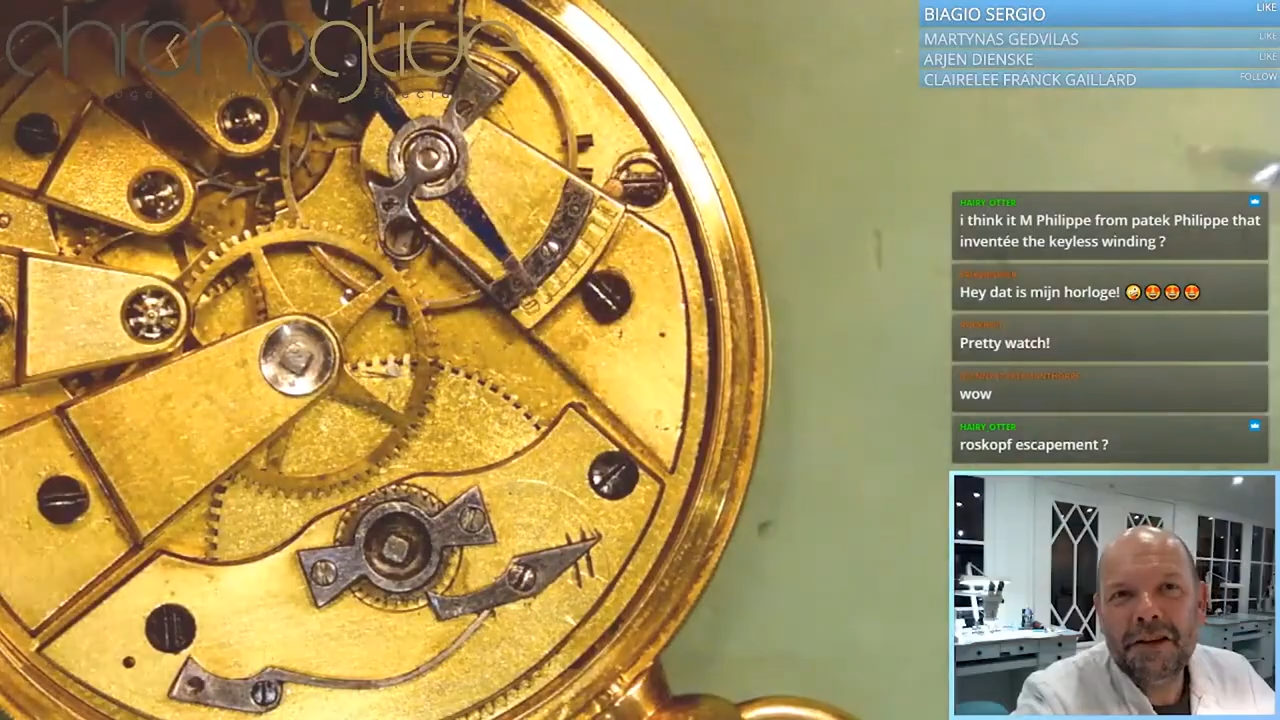 chronoglide
BIAGIO SERGIO
LIKE
MARTYNAS GEDVILAS
LIKE
ARJEN DIENSKE
LIKE
CLAIRELEE FRANCK GAILLARD
FOLLOW
HAIRY OTTER
i think it M Philippe from patek Philippe that
inventée the keyless winding ?
Hey dat is mijn horloge! 🤪🤩🤩🤩
Pretty watch!
wow
HAIRY OTTER
roskopf escapement ?